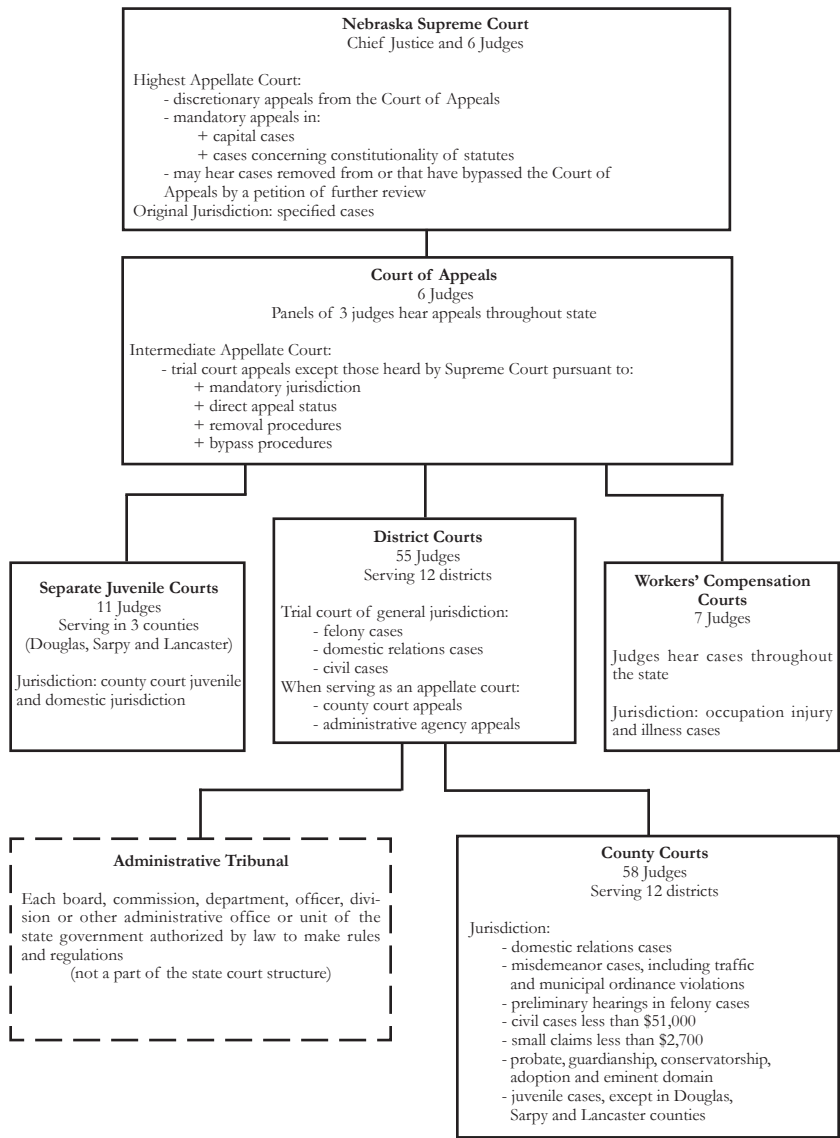 Nebraska Supreme Court
Chief Justice and 6 Judges
Highest Appellate Court:
- discretionary appeals from the Court of Appeals
- mandatory appeals in:
+ capital cases
+ cases concerning constitutionality of statutes
- may hear cases removed from or that have bypassed the Court of
Appeals by a petition of further review
Original Jurisdiction: specified cases
Court of Appeals
6 Judges
Panels of 3 judges hear appeals throughout state
Intermediate Appellate Court:
- trial court appeals except those heard by Supreme Court pursuant to:
+ mandatory jurisdiction
+ direct appeal status
+ removal procedures
+ bypass procedures
Separate Juvenile Courts
11 Judges
Serving in 3 counties
(Douglas, Sarpy and Lancaster)
Jurisdiction: county court juvenile
and domestic jurisdiction
District Courts
55 Judges
Serving 12 districts
Trial court of general jurisdiction:
- felony cases
- domestic relations cases
- civil cases
When serving as an appellate court:
- county court appeals
- administrative agency appeals
Workers' Compensation
Courts
7 Judges
Judges hear cases throughout
the state
Jurisdiction: occupation injury
and illness cases
Administrative Tribunal
Each board, commission, department, officer, divi-
sion or other administrative office or unit of the
state government authorized by law to make rules
and regulations
(not a part of the state court structure)
County Courts
58 Judges
Serving 12 districts
Jurisdiction:
- domestic relations cases
- misdemeanor cases, including traffic
and municipal ordinance violations
- preliminary hearings in felony cases
- civil cases less than $51,000
- small claims less than $2,700
- probate, guardianship, conservatorship,
adoption and eminent domain
- juvenile cases, except in Douglas,
Sarpy and Lancaster counties